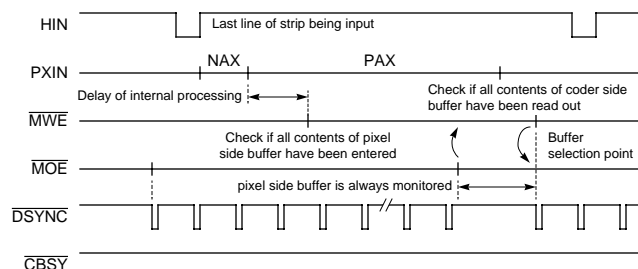 HIN
Last line of strip being input
NAX
PAX
PXIN
Delay of internal processing
Check if all contents of coder side
buffer have been read out
MWE
Check if all contents of pixel
side buffer have been entered
Buffer
selection point
MOE
pixel side buffer is always monitored
DSYNC
CBSY